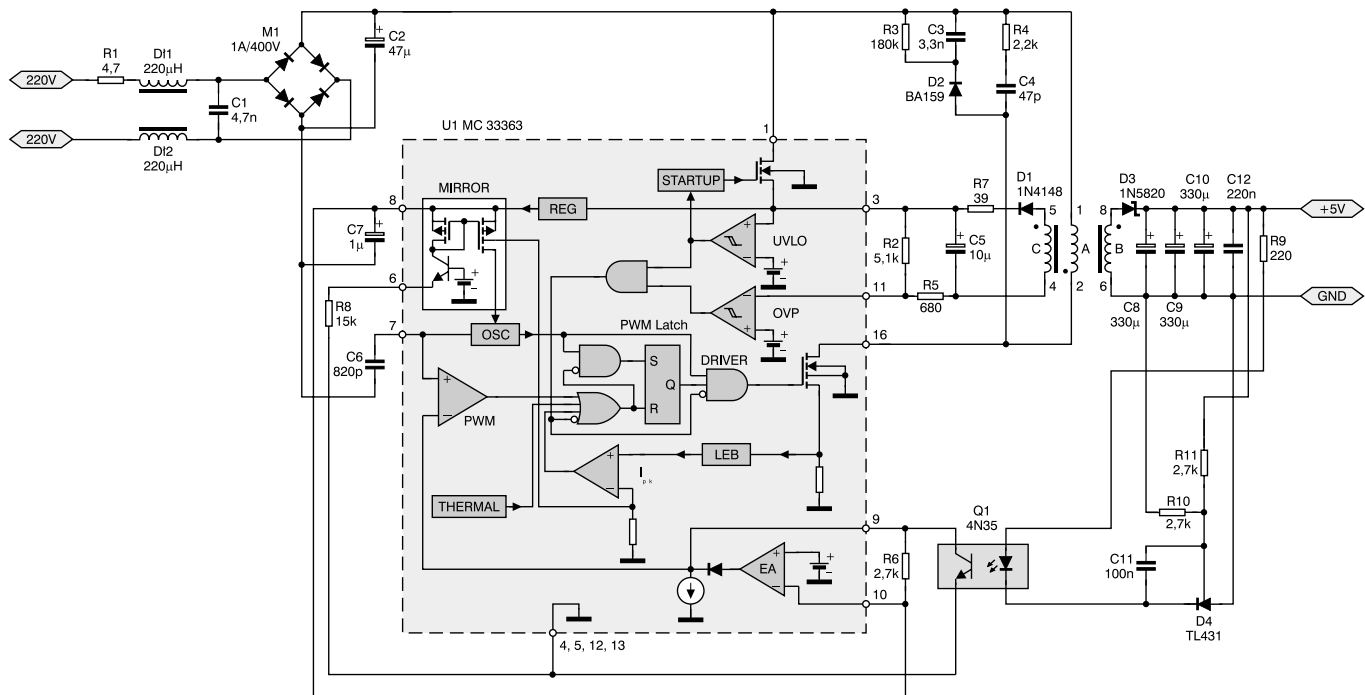 M1
1A/400V
C2
47µ
R1
4,7
Dł1
220µH
220V
C1
4,7n
220V
Dł2
220µH
R3
180k
C3
3,3n
R4
2,2k
D2
BA159
C4
47p
U1 MC 33363
1
STARTUP
MIRROR
8
REG
3
C7
1µ
UVLO
+
−
+
−
R7
39
D1
1N4148
R2
5,1k
C5
10µ
5
C
4
1
A
2
D3
1N5820
C10
330µ
C12
220n
8
B
6
+5V
R9
220
GND
C8
330µ
C9
330µ
6
+
−
R8
15k
11
R5
680
OVP
−
+
+
−
7
OSC
PWM Latch
16
C6
820p
S
Q
R
DRIVER
+
−
PWM
+
−
I pk
LEB
THERMAL
R11
2,7k
R10
2,7k
Q1
4N35
9
R6
2,7k
EA
+
−
+
−
C11
100n
10
D4
TL431
4, 5, 12, 13